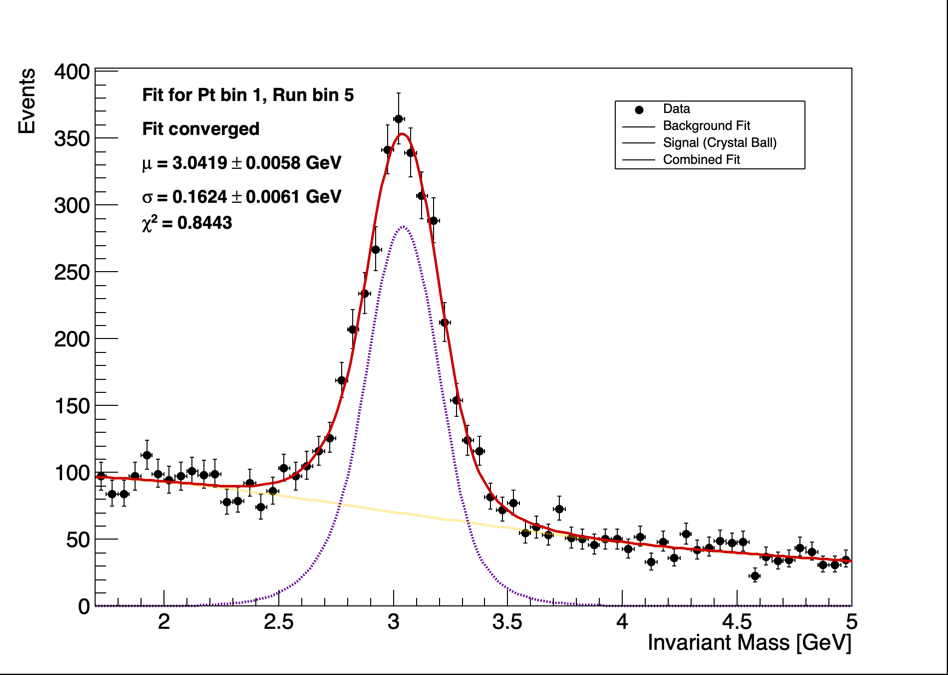 Events
400
350
300
250
200
150
100
50
0
Fit for Pt bin 1, Run bin 5
Fit converged
μ = 3.0419 ± 0.0058 GeV
σ = 0.1624 ± 0.0061 GeV
χ² = 0.8443
Data
Background Fit
Signal (Crystal Ball)
Combined Fit
2 2.5 3 3.5 4 4.5 5
Invariant Mass [GeV]